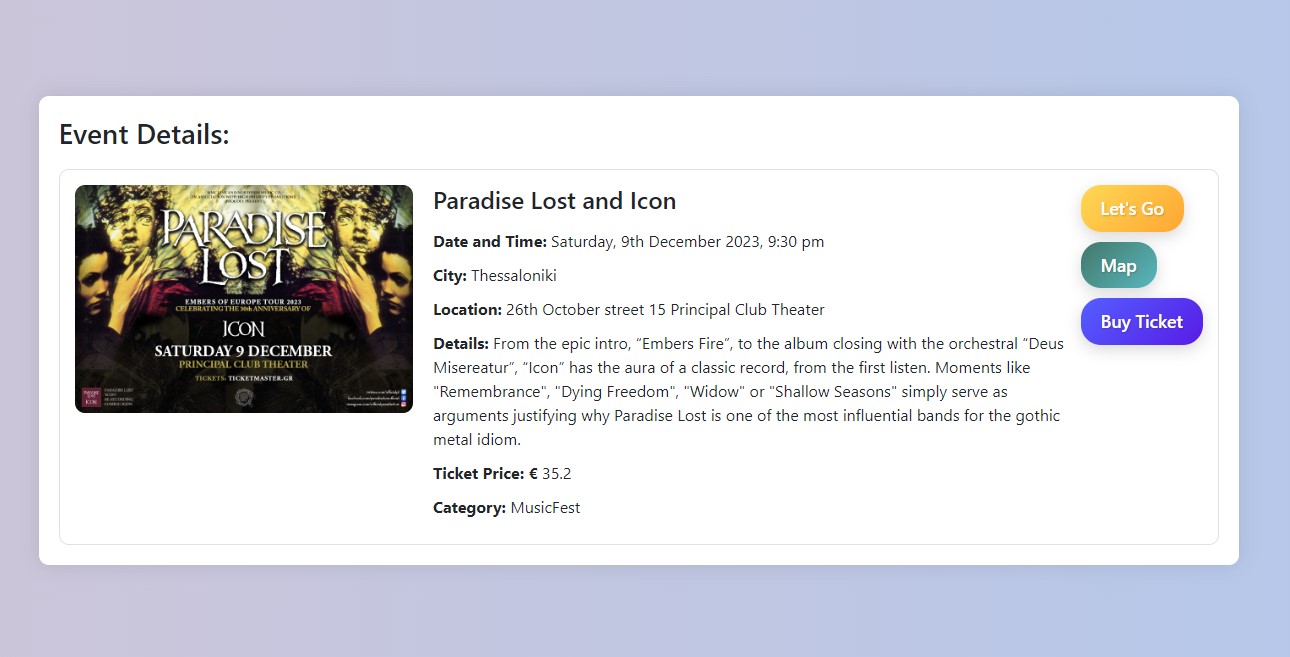 Event Details:
PARADISE
LOST
EMBERS OF EUROPE TOUR 2023
CELEBRATING THE 30th ANNIVERSARY OF
ICON
SATURDAY 9 DECEMBER
PRINCIPAL CLUB THEATER
TICKETS: TICKETMASTER.GR
Paradise Lost and Icon
Date and Time: Saturday, 9th December 2023, 9:30 pm
City: Thessaloniki
Location: 26th October street 15 Principal Club Theater
Details: From the epic intro, “Embers Fire”, to the album closing with the orchestral “Deus
Misereatur”, “Icon” has the aura of a classic record, from the first listen. Moments like
"Remembrance", "Dying Freedom", "Widow" or "Shallow Seasons" simply serve as
arguments justifying why Paradise Lost is one of the most influential bands for the gothic
metal idiom.
Ticket Price: € 35.2
Category: MusicFest
Let's Go
Map
Buy Ticket